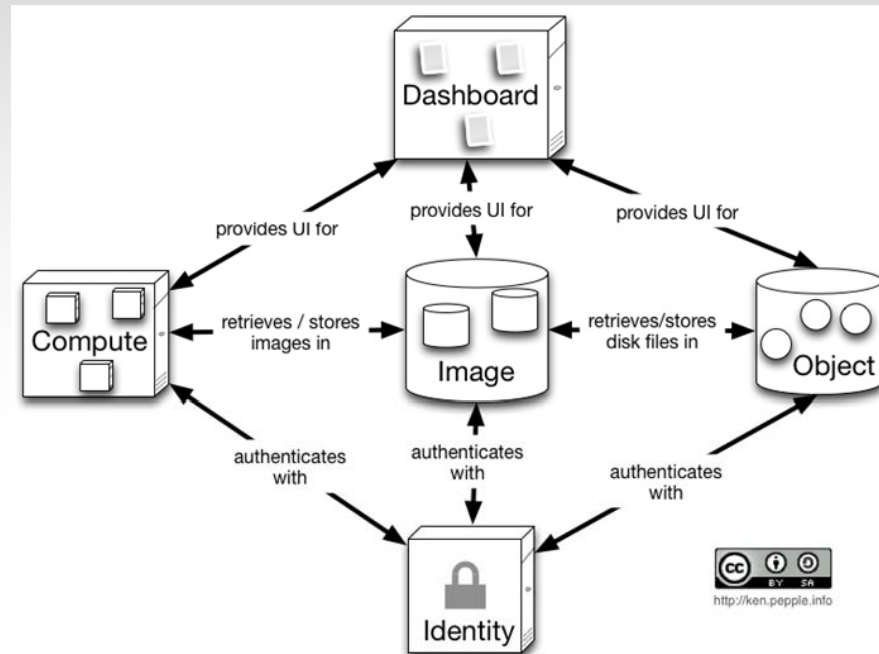 Dashboard
provides UI for
provides UI for
provides UI for
Compute
retrieves / stores
images in
Image
retrieves/stores
disk files in
Object
authenticates
with
authenticates
with
authenticates
with
Identity
cc
BY SA
http://ken.pepple.info